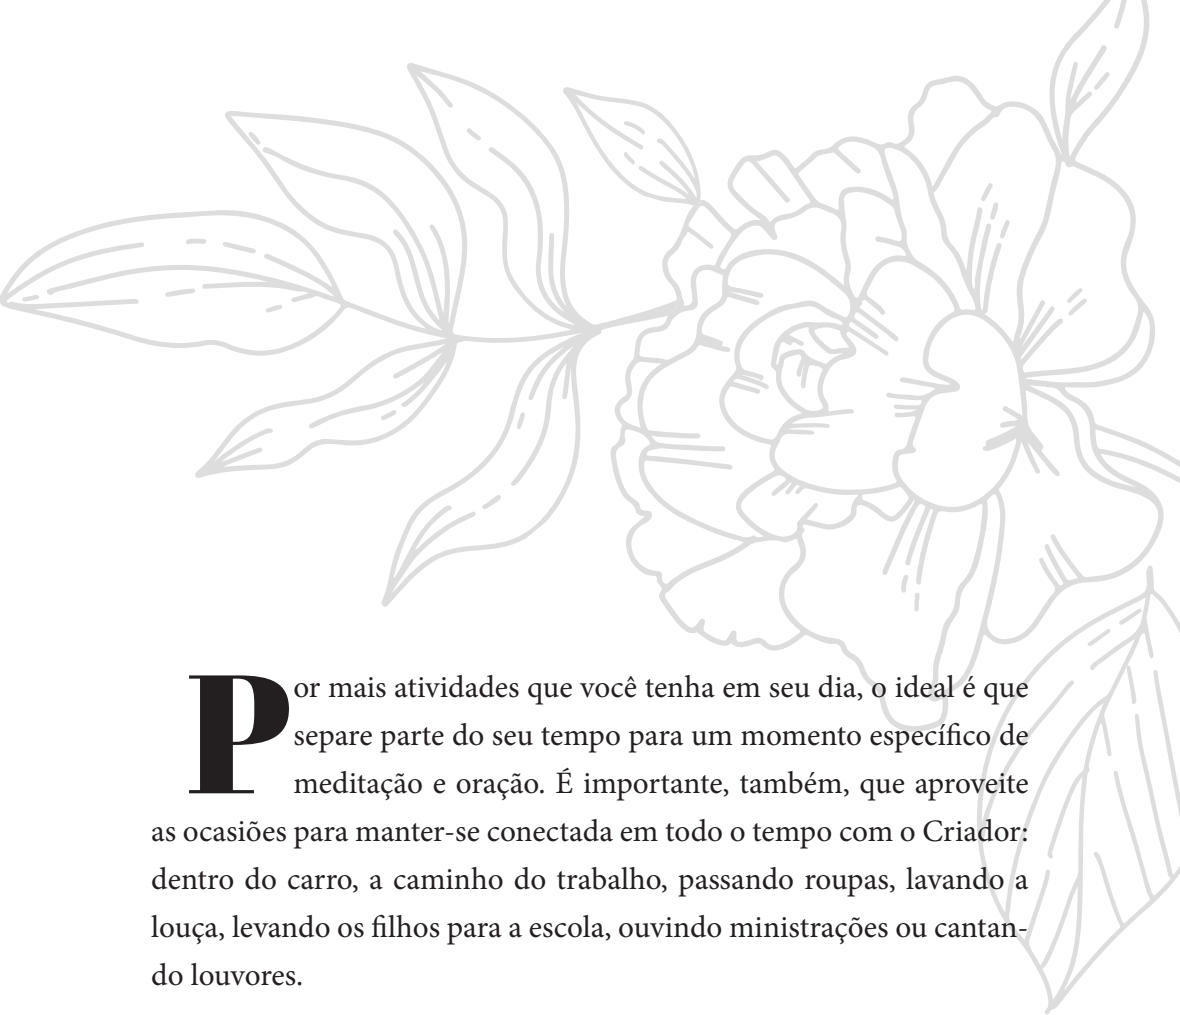 Por mais atividades que você tenha em seu dia, o ideal é que
separe parte do seu tempo para um momento específico de
meditação e oração. É importante, também, que aproveite
as ocasiões para manter-se conectada em todo o tempo com o Criador:
dentro do carro, a caminho do trabalho, passando roupas, lavando a
louça, levando os filhos para a escola, ouvindo ministrações ou cantan-
do louvores.